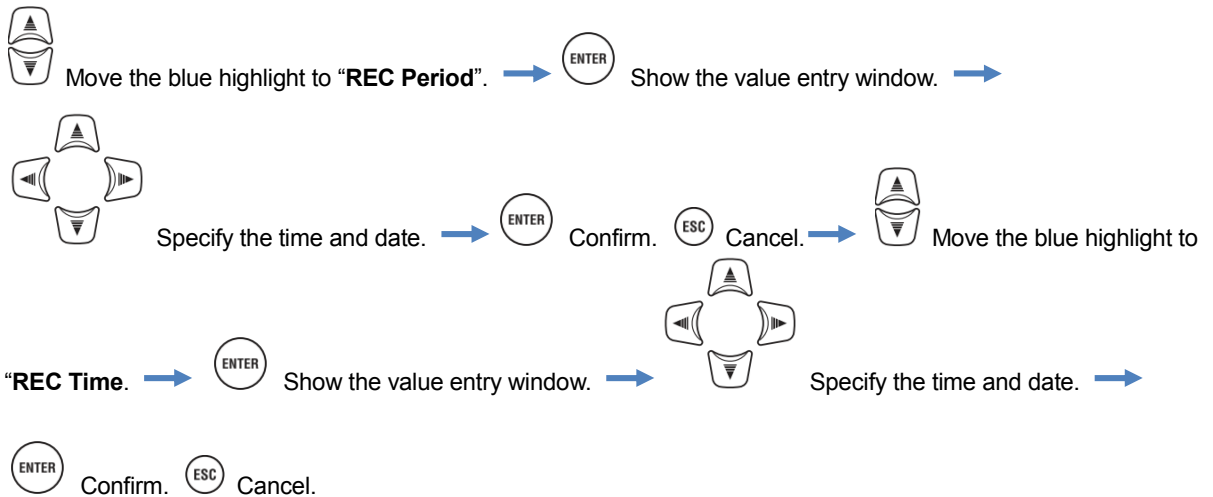 Move the blue highlight to “REC Period”. ENTER Show the value entry window.
Specify the time and date. ENTER Confirm. ESC Cancel. Move the blue highlight to
“REC Time. ENTER Show the value entry window. Specify the time and date.
ENTER Confirm. ESC Cancel.